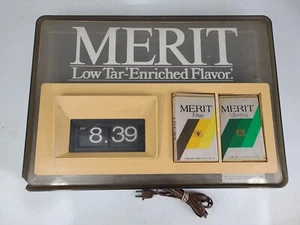 MERIT
Low Tar-Enriched Flavor.
8 39
MERIT MERIT
Filter Menthol